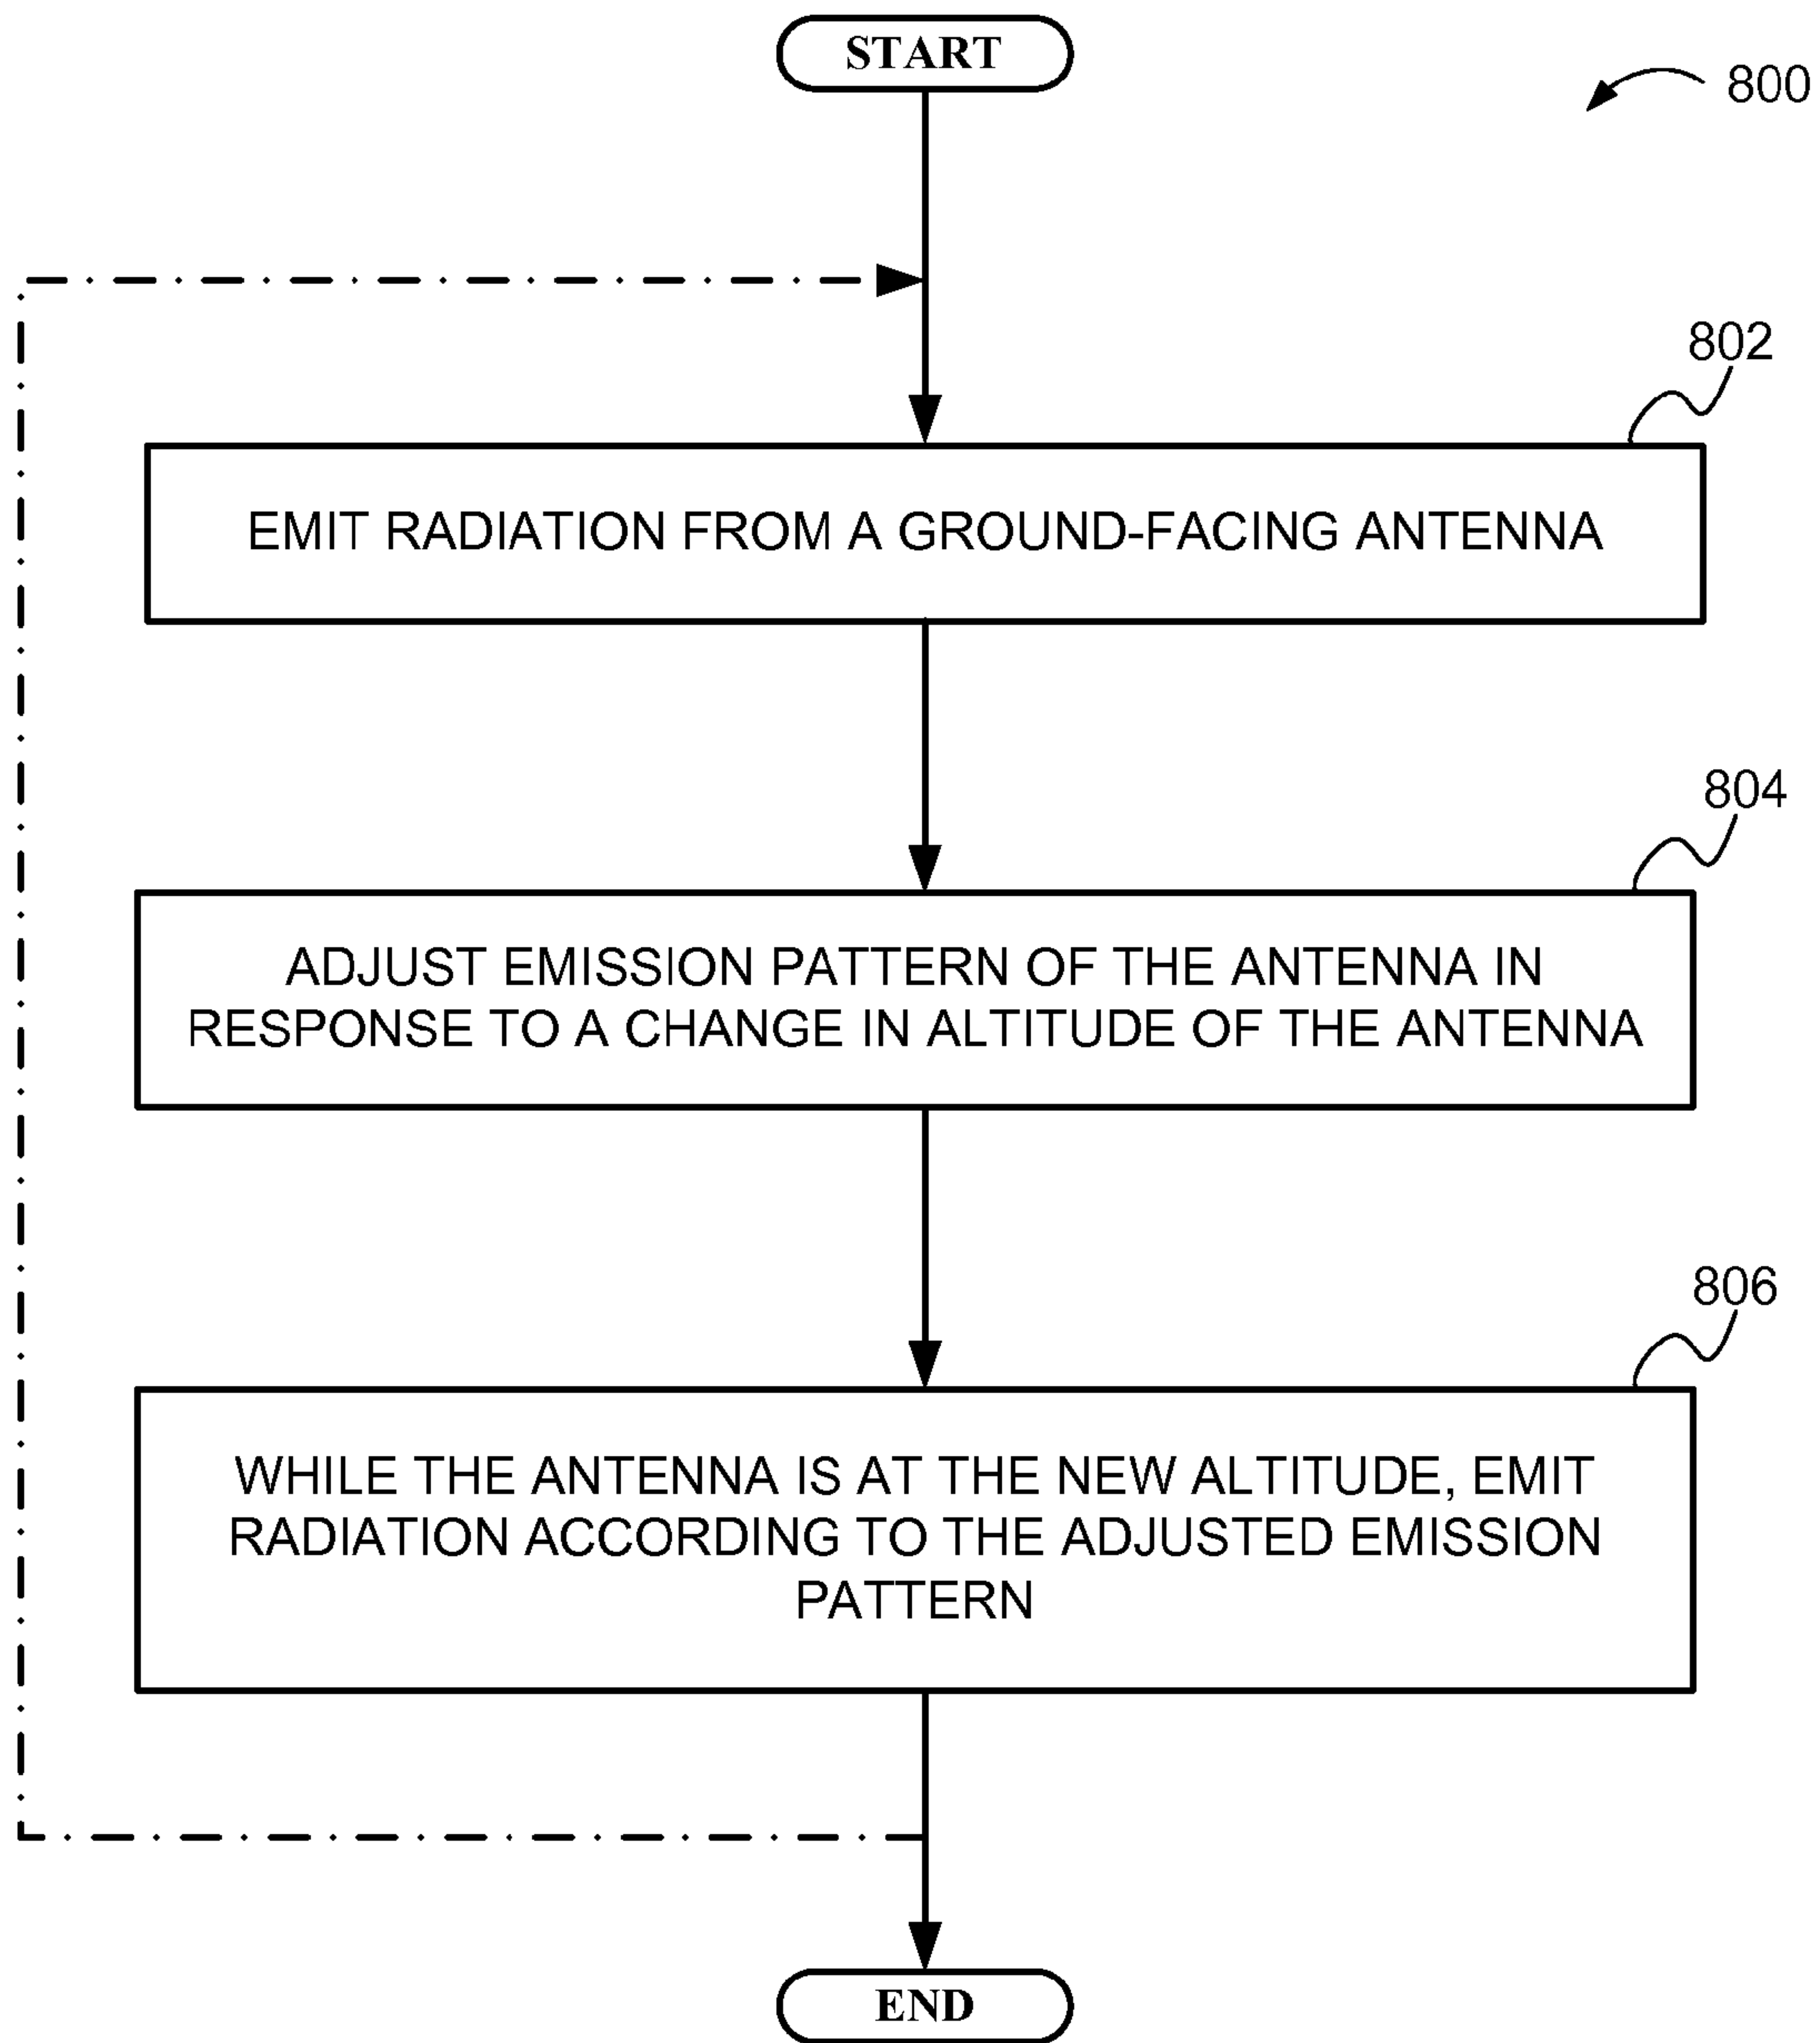 START
800
802
EMIT RADIATION FROM A GROUND-FACING ANTENNA
804
ADJUST EMISSION PATTERN OF THE ANTENNA IN
RESPONSE TO A CHANGE IN ALTITUDE OF THE ANTENNA
806
WHILE THE ANTENNA IS AT THE NEW ALTITUDE, EMIT
RADIATION ACCORDING TO THE ADJUSTED EMISSION
PATTERN
END